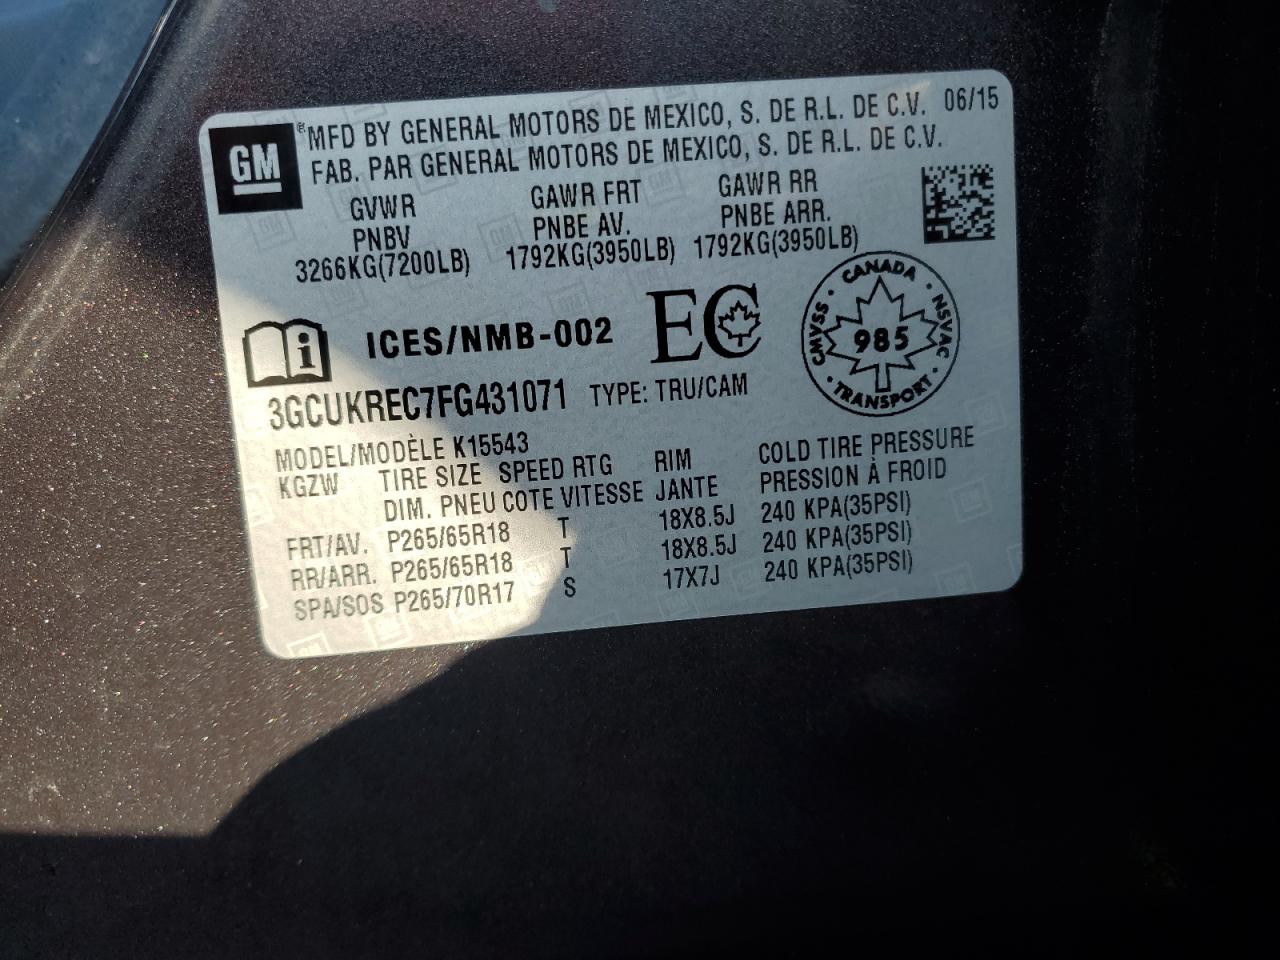 GM
® MFD BY GENERAL MOTORS DE MEXICO, S. DE R.L. DE C.V. 06/15
FAB. PAR GENERAL MOTORS DE MEXICO, S. DE R.L. DE C.V.
GVWR GAWR FRT GAWR RR
PNBV PNBE AV. PNBE ARR.
3266KG(7200LB) 1792KG(3950LB) 1792KG(3950LB)
i ICES/NMB-002 EC
CANADA · NSVAC · TRANSPORT · CMVSS ·
985
3GCUKREC7FG431071 TYPE: TRU/CAM
MODEL/MODÈLE K15543
KGZW TIRE SIZE SPEED RTG RIM COLD TIRE PRESSURE
DIM. PNEU COTE VITESSE JANTE PRESSION À FROID
FRT/AV. P265/65R18 T 18X8.5J 240 KPA(35PSI)
RR/ARR. P265/65R18 T 18X8.5J 240 KPA(35PSI)
SPA/SOS P265/70R17 S 17X7J 240 KPA(35PSI)